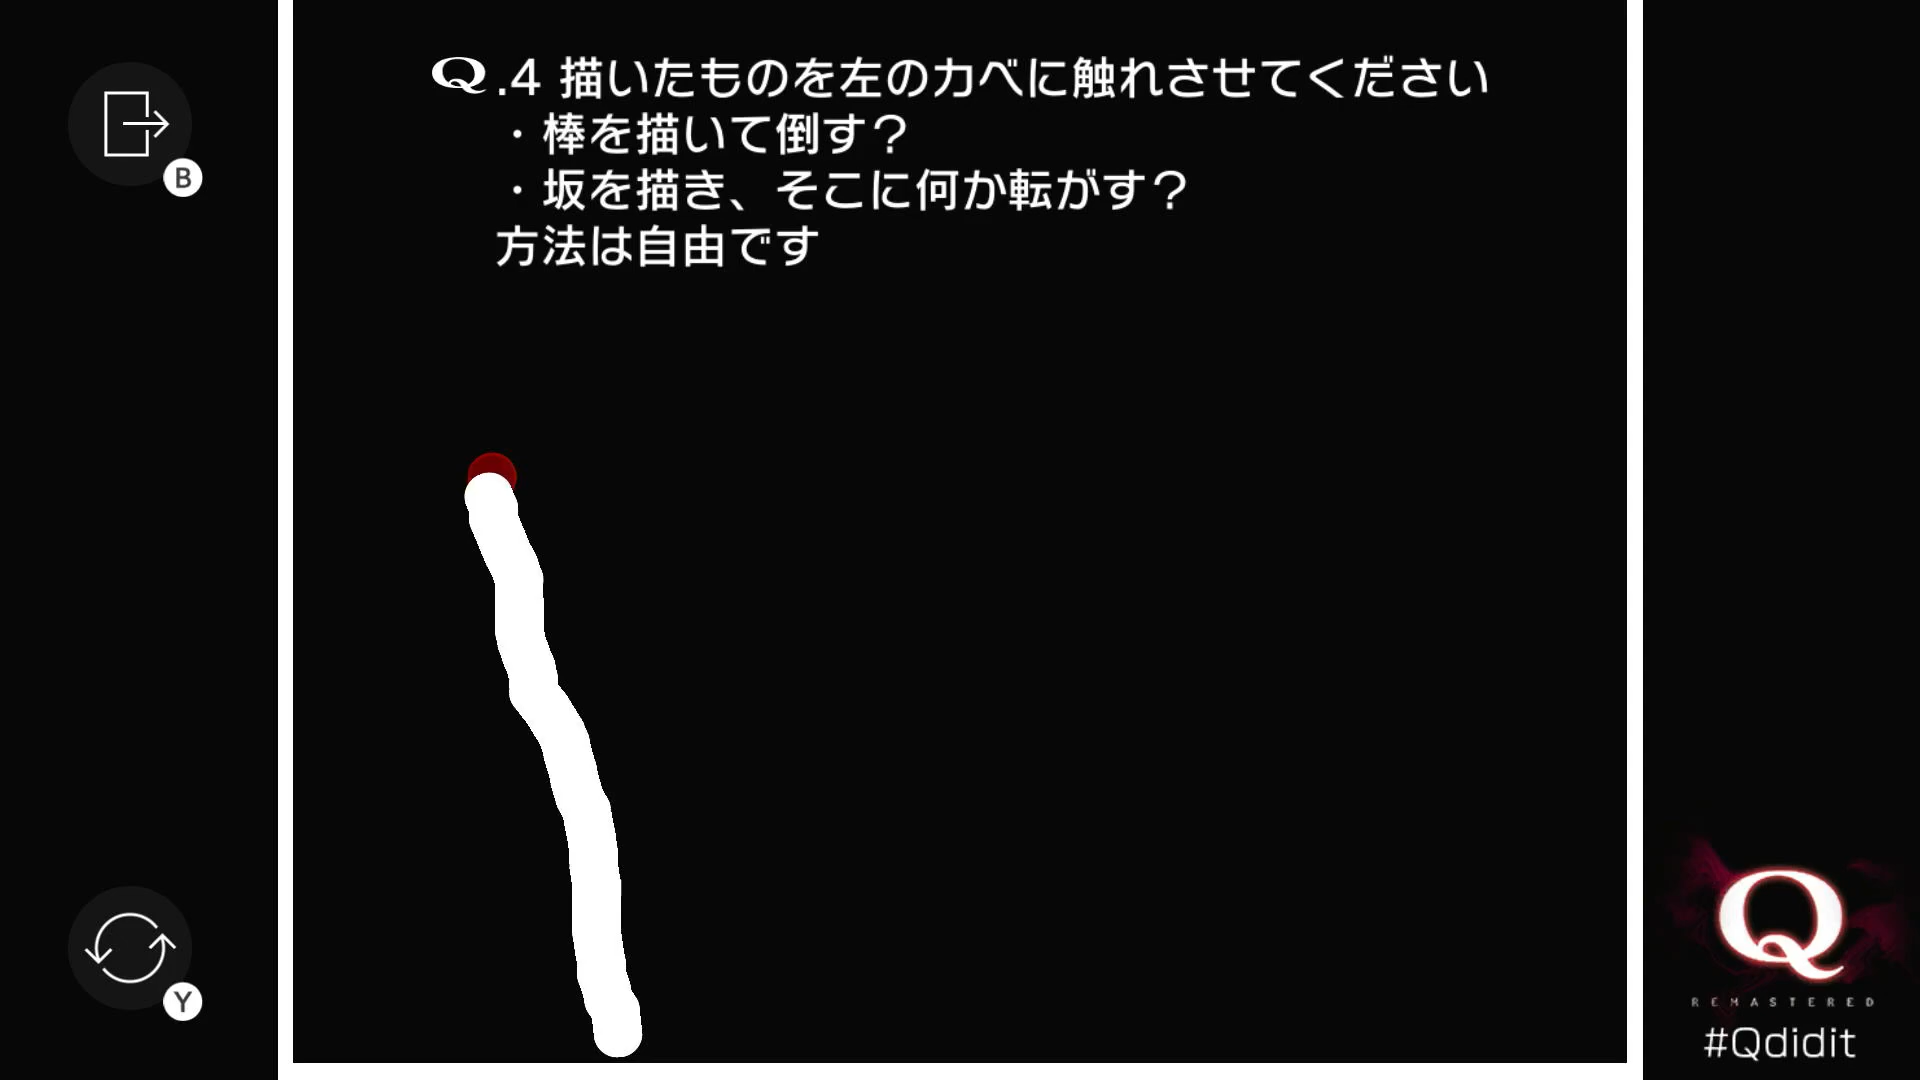 Q.4 描いたものを左のカベに触れさせてください
・棒を描いて倒す？
・坂を描き、そこに何か転がす？
方法は自由です
B
Y
Q
REMASTERED
#Qdidit